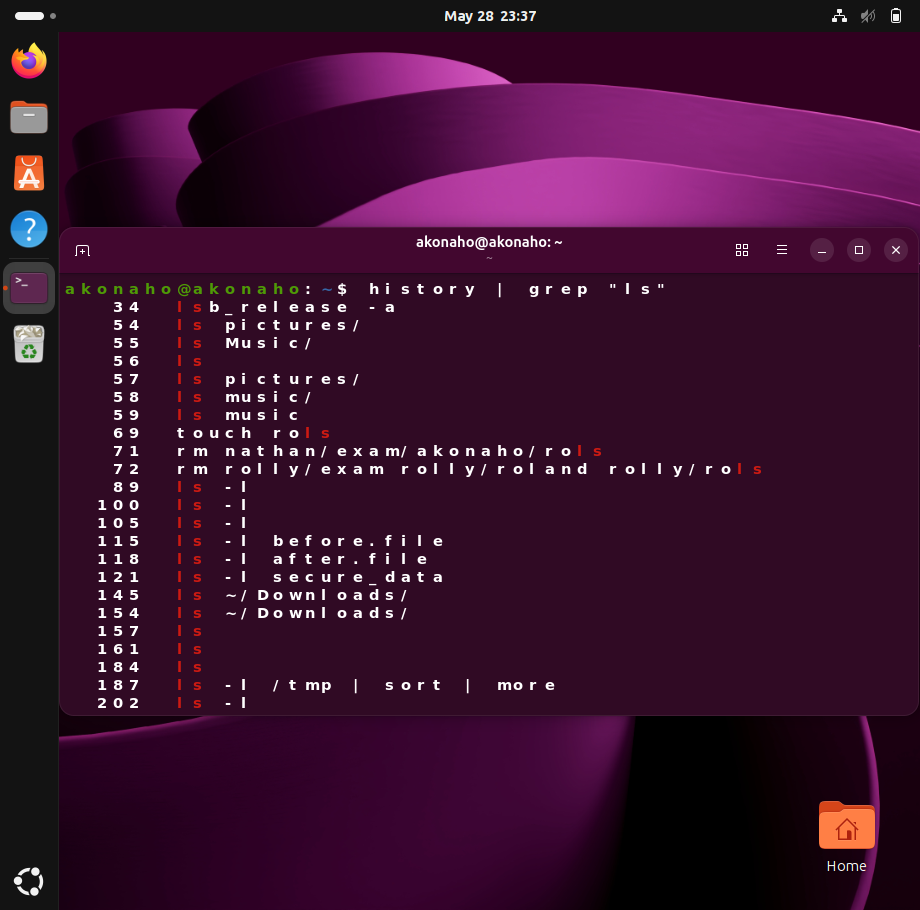 May 28 23:37
akonaho@akonaho: ~
~
akonaho@akonaho:~$ history | grep "ls"
34 lsb_release -a
54 ls pictures/
55 ls Music/
56 ls
57 ls pictures/
58 ls music/
59 ls music
69 touch rols
71 rm nathan/exam/akonaho/rols
72 rm rolly/exam rolly/roland rolly/rols
89 ls -l
100 ls -l
105 ls -l
115 ls -l before.file
118 ls -l after.file
121 ls -l secure_data
145 ls ~/Downloads/
154 ls ~/Downloads/
157 ls
161 ls
184 ls
187 ls -l /tmp | sort | more
202 ls -l
Home